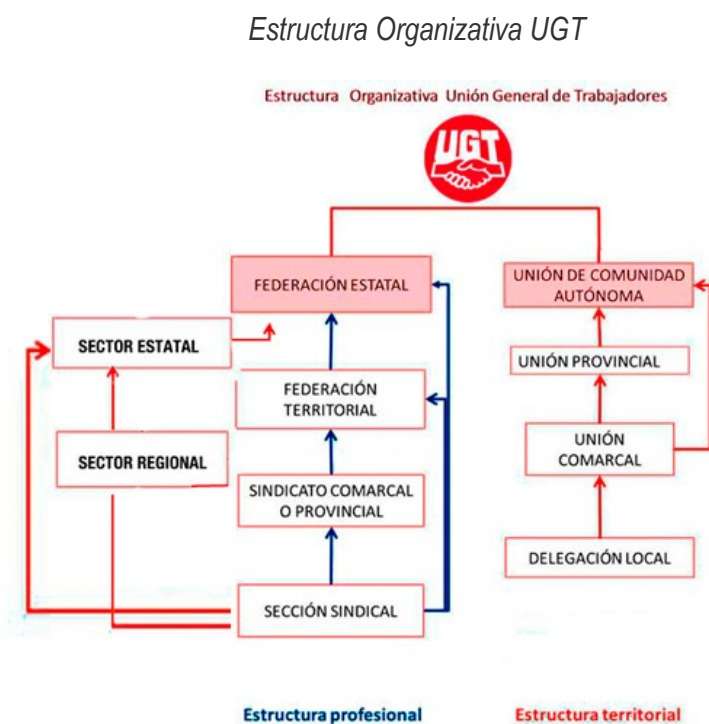 Estructura Organizativa UGT
Estructura Organizativa Unión General de Trabajadores
UGT
FEDERACIÓN ESTATAL
UNIÓN DE COMUNIDAD
AUTÓNOMA
SECTOR ESTATAL
UNIÓN PROVINCIAL
FEDERACIÓN
TERRITORIAL
SECTOR REGIONAL
UNIÓN
COMARCAL
SINDICATO COMARCAL
O PROVINCIAL
DELEGACIÓN LOCAL
SECCIÓN SINDICAL
Estructura profesional
Estructura territorial